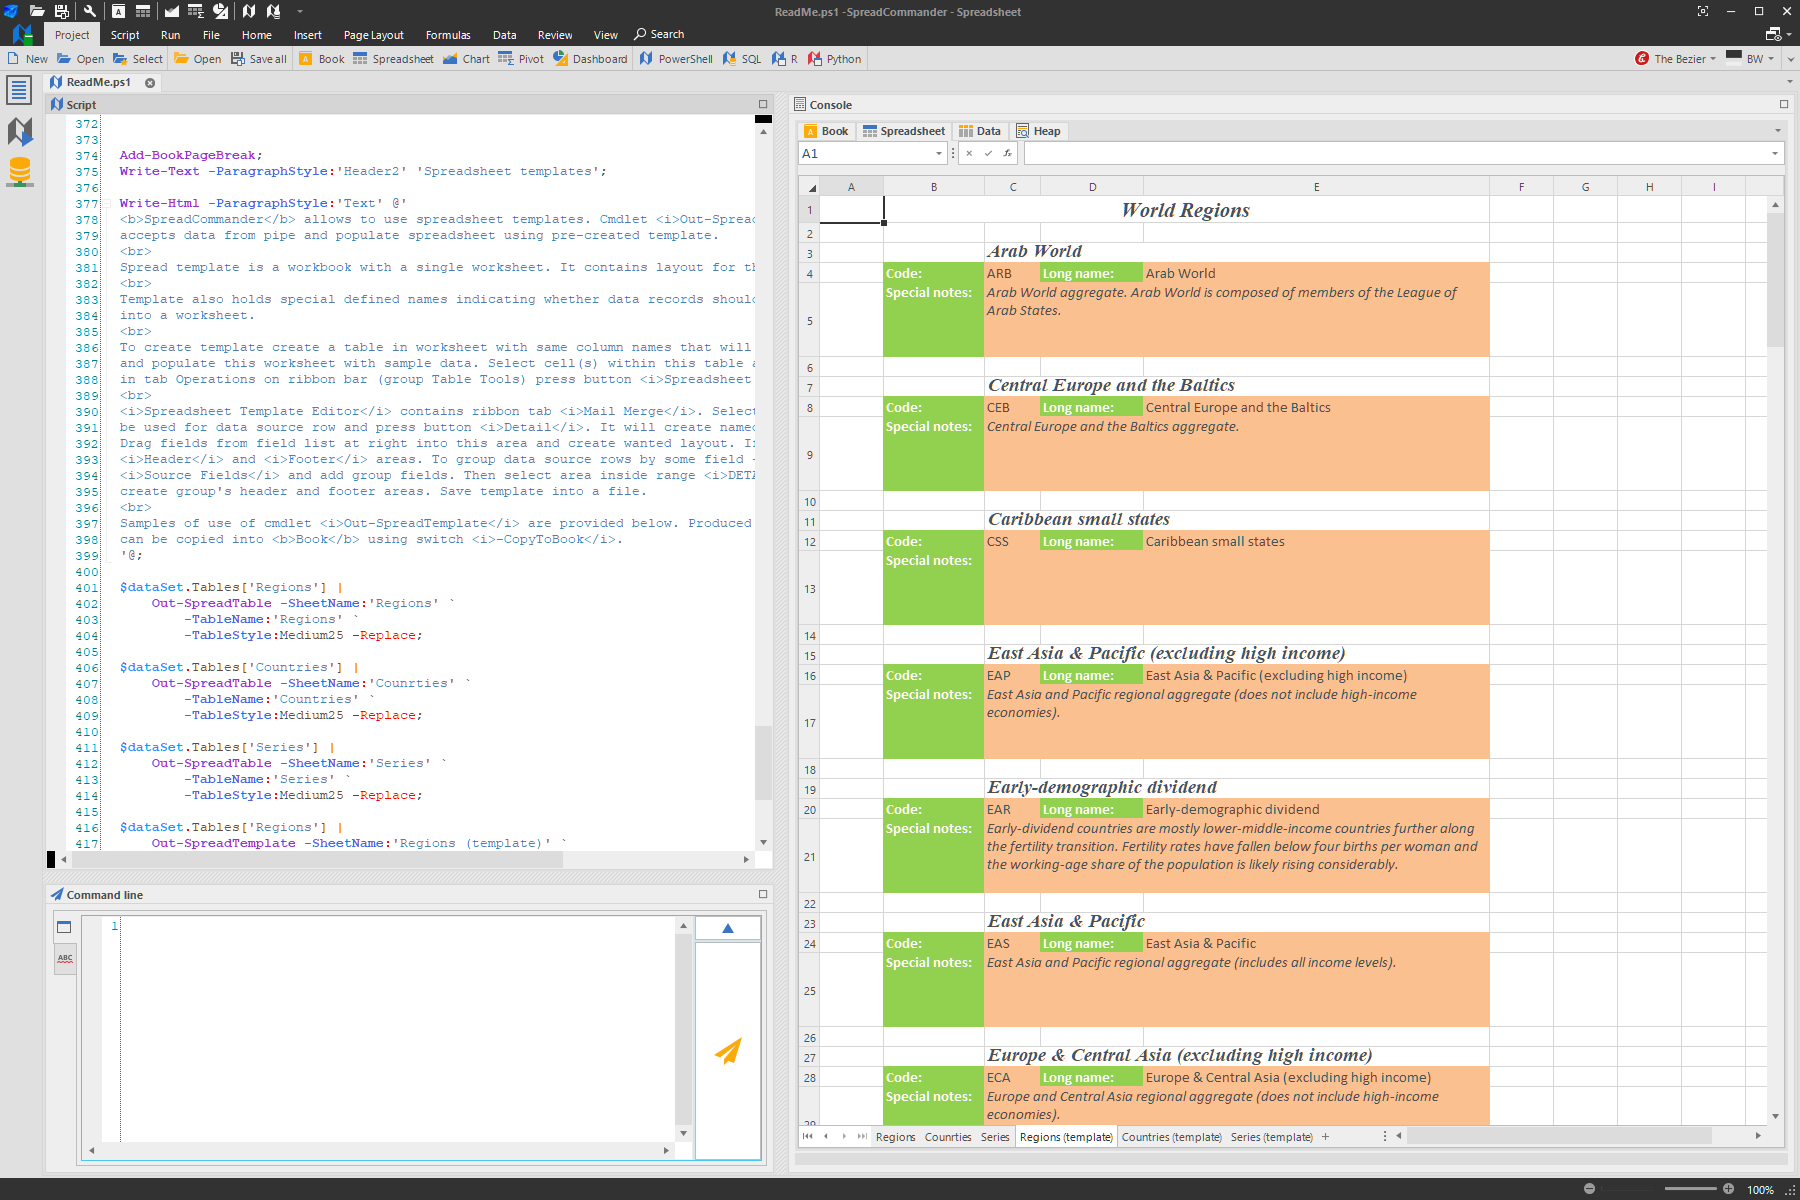 ReadMe.ps1 -SpreadCommander - Spreadsheet
Project Script Run File Home Insert Page Layout Formulas Data Review View Search
New Open Select Open Save all Book Spreadsheet Chart Pivot Dashboard PowerShell SQL R Python The Bezier BW
ReadMe.ps1
Script
372
373
374 Add-BookPageBreak;
375 Write-Text -ParagraphStyle:'Header2' 'Spreadsheet templates';
376
377 Write-Html -ParagraphStyle:'Text' @'
378 <b>SpreadCommander</b> allows to use spreadsheet templates. Cmdlet <i>Out-Sprea
379 accepts data from pipe and populate spreadsheet using pre-created template.
380 <br>
381 Spread template is a workbook with a single worksheet. It contains layout for t
382 <br>
383 Template also holds special defined names indicating whether data records shoul
384 into a worksheet.
385 <br>
386 To create template create a table in worksheet with same column names that will
387 and populate this worksheet with sample data. Select cell(s) within this table
388 in tab Operations on ribbon bar (group Table Tools) press button <i>Spreadsheet
389 <br>
390 <i>Spreadsheet Template Editor</i> contains ribbon tab <i>Mail Merge</i>. Selec
391 be used for data source row and press button <i>Detail</i>. It will create name
392 Drag fields from field list at right into this area and create wanted layout. I
393 <i>Header</i> and <i>Footer</i> areas. To group data source rows by some field -
394 <i>Source Fields</i> and add group fields. Then select area inside range <i>DET
395 create group's header and footer areas. Save template into a file.
396 <br>
397 Samples of use of cmdlet <i>Out-SpreadTemplate</i> are provided below. Produced
398 can be copied into <b>Book</b> using switch <i>-CopyToBook</i>.
399 '@;
400
401 $dataSet.Tables['Regions'] |
402 Out-SpreadTable -SheetName:'Regions' `
403 -TableName:'Regions' `
404 -TableStyle:Medium25 -Replace;
405
406 $dataSet.Tables['Countries'] |
407 Out-SpreadTable -SheetName:'Counrties' `
408 -TableName:'Countries' `
409 -TableStyle:Medium25 -Replace;
410
411 $dataSet.Tables['Series'] |
412 Out-SpreadTable -SheetName:'Series' `
413 -TableName:'Series' `
414 -TableStyle:Medium25 -Replace;
415
416 $dataSet.Tables['Regions'] |
417 Out-SpreadTemplate -SheetName:'Regions (template)' `
Command line
1
ABC
Console
Book Spreadsheet Data Heap
A1 fx
A B C D E F G H I
1 World Regions
2
3 Arab World
4 Code: ARB Long name: Arab World
5 Special notes: Arab World aggregate. Arab World is composed of members of the League of
Arab States.
6
7 Central Europe and the Baltics
8 Code: CEB Long name: Central Europe and the Baltics
9 Special notes: Central Europe and the Baltics aggregate.
10
11 Caribbean small states
12 Code: CSS Long name: Caribbean small states
13 Special notes:
14
15 East Asia & Pacific (excluding high income)
16 Code: EAP Long name: East Asia & Pacific (excluding high income)
17 Special notes: East Asia and Pacific regional aggregate (does not include high-income
economies).
18
19 Early-demographic dividend
20 Code: EAR Long name: Early-demographic dividend
21 Special notes: Early-dividend countries are mostly lower-middle-income countries further along
the fertility transition. Fertility rates have fallen below four births per woman and
the working-age share of the population is likely rising considerably.
22
23 East Asia & Pacific
24 Code: EAS Long name: East Asia & Pacific
25 Special notes: East Asia and Pacific regional aggregate (includes all income levels).
26
27 Europe & Central Asia (excluding high income)
28 Code: ECA Long name: Europe & Central Asia (excluding high income)
29 Special notes: Europe and Central Asia regional aggregate (does not include high-income
economies).
Regions Counrties Series Regions (template) Countries (template) Series (template) +
100%